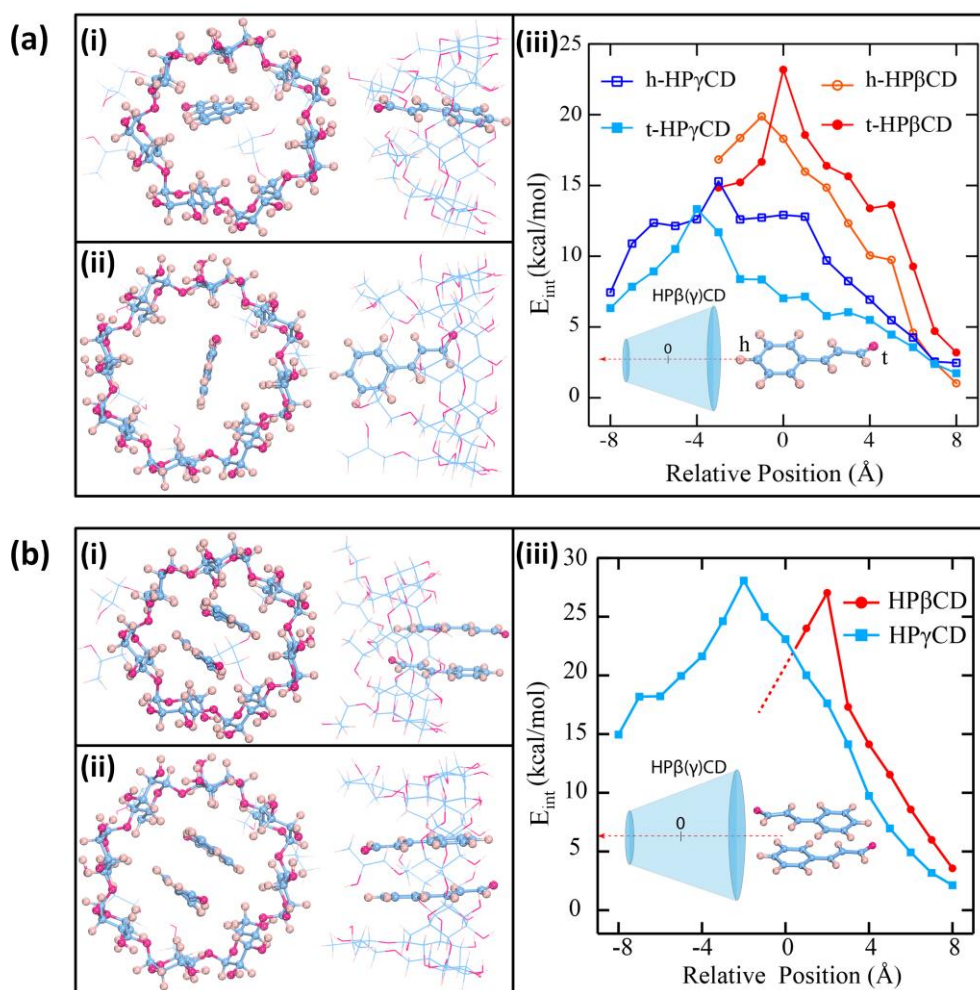 (a)
(i)
(ii)
(iii)
E_int (kcal/mol)
25
20
15
10
5
0
h-HPγCD
h-HPβCD
t-HPγCD
t-HPβCD
HPβ(γ)CD
0
h
t
-8 -4 0 4 8
Relative Position (Å)
(b)
(i)
(ii)
(iii)
E_int (kcal/mol)
30
25
20
15
10
5
0
HPβCD
HPγCD
HPβ(γ)CD
0
-8 -4 0 4 8
Relative Position (Å)